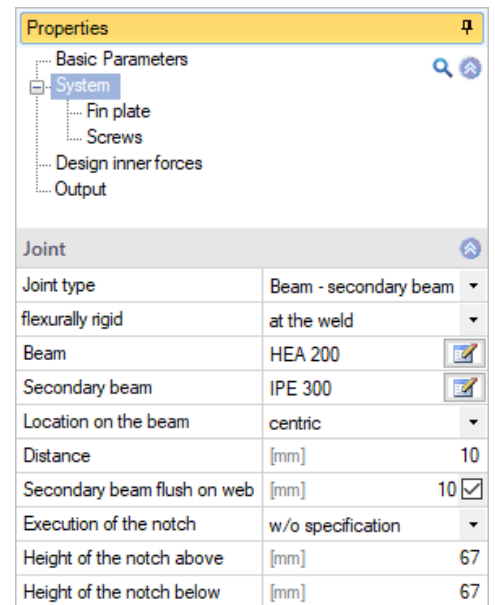 Properties
Basic Parameters
System
Fin plate
Screws
Design inner forces
Output
Joint
Joint type Beam - secondary beam
flexurally rigid at the weld
Beam HEA 200
Secondary beam IPE 300
Location on the beam centric
Distance [mm] 10
Secondary beam flush on web [mm] 10
Execution of the notch w/o specification
Height of the notch above [mm] 67
Height of the notch below [mm] 67